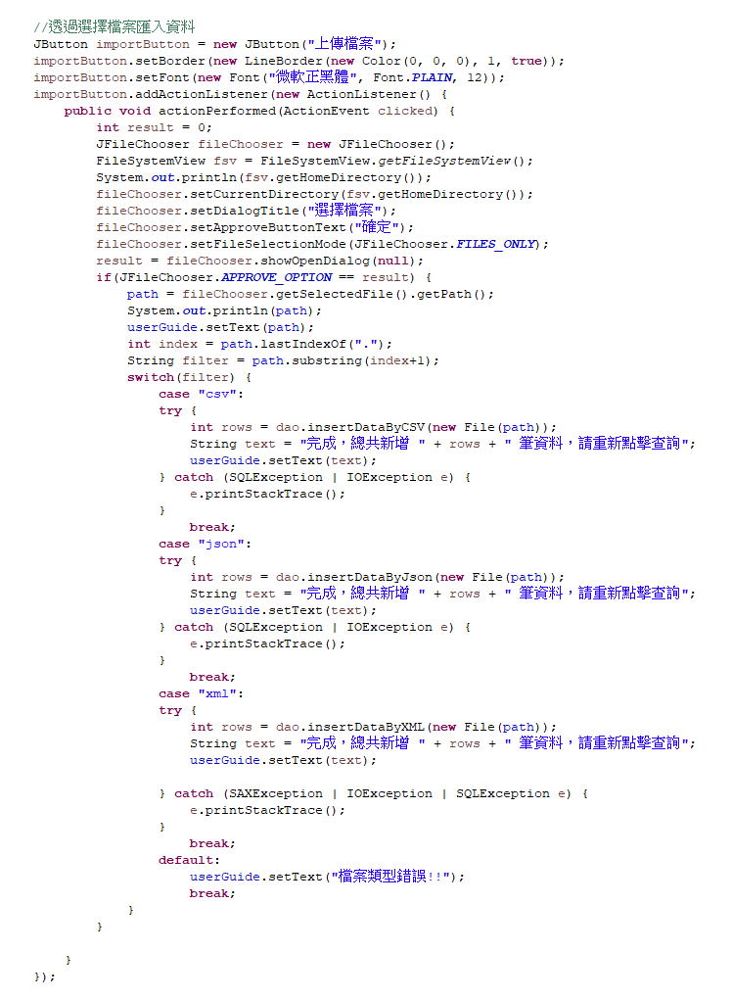 //透過選擇檔案匯入資料
JButton importButton = new JButton("上傳檔案");
importButton.setBorder(new LineBorder(new Color(0, 0, 0), 1, true));
importButton.setFont(new Font("微軟正黑體", Font.PLAIN, 12));
importButton.addActionListener(new ActionListener() {
    public void actionPerformed(ActionEvent clicked) {
        int result = 0;
        JFileChooser fileChooser = new JFileChooser();
        FileSystemView fsv = FileSystemView.getFileSystemView();
        System.out.println(fsv.getHomeDirectory());
        fileChooser.setCurrentDirectory(fsv.getHomeDirectory());
        fileChooser.setDialogTitle("選擇檔案");
        fileChooser.setApproveButtonText("確定");
        fileChooser.setFileSelectionMode(JFileChooser.FILES_ONLY);
        result = fileChooser.showOpenDialog(null);
        if(JFileChooser.APPROVE_OPTION == result) {
            path = fileChooser.getSelectedFile().getPath();
            System.out.println(path);
            userGuide.setText(path);
            int index = path.lastIndexOf(".");
            String filter = path.substring(index+1);
            switch(filter) {
                case "csv":
                try {
                    int rows = dao.insertDataByCSV(new File(path));
                    String text = "完成，總共新增 " + rows + " 筆資料，請重新點擊查詢";
                    userGuide.setText(text);
                } catch (SQLException | IOException e) {
                    e.printStackTrace();
                }
                    break;
                case "json":
                try {
                    int rows = dao.insertDataByJson(new File(path));
                    String text = "完成，總共新增 " + rows + " 筆資料，請重新點擊查詢";
                    userGuide.setText(text);
                } catch (SQLException | IOException e) {
                    e.printStackTrace();
                }
                    break;
                case "xml":
                try {
                    int rows = dao.insertDataByXML(new File(path));
                    String text = "完成，總共新增 " + rows + " 筆資料，請重新點擊查詢";
                    userGuide.setText(text);

                } catch (SAXException | IOException | SQLException e) {
                    e.printStackTrace();
                }
                    break;
                default:
                    userGuide.setText("檔案類型錯誤!!");
                    break;
            }
        }

    }
});